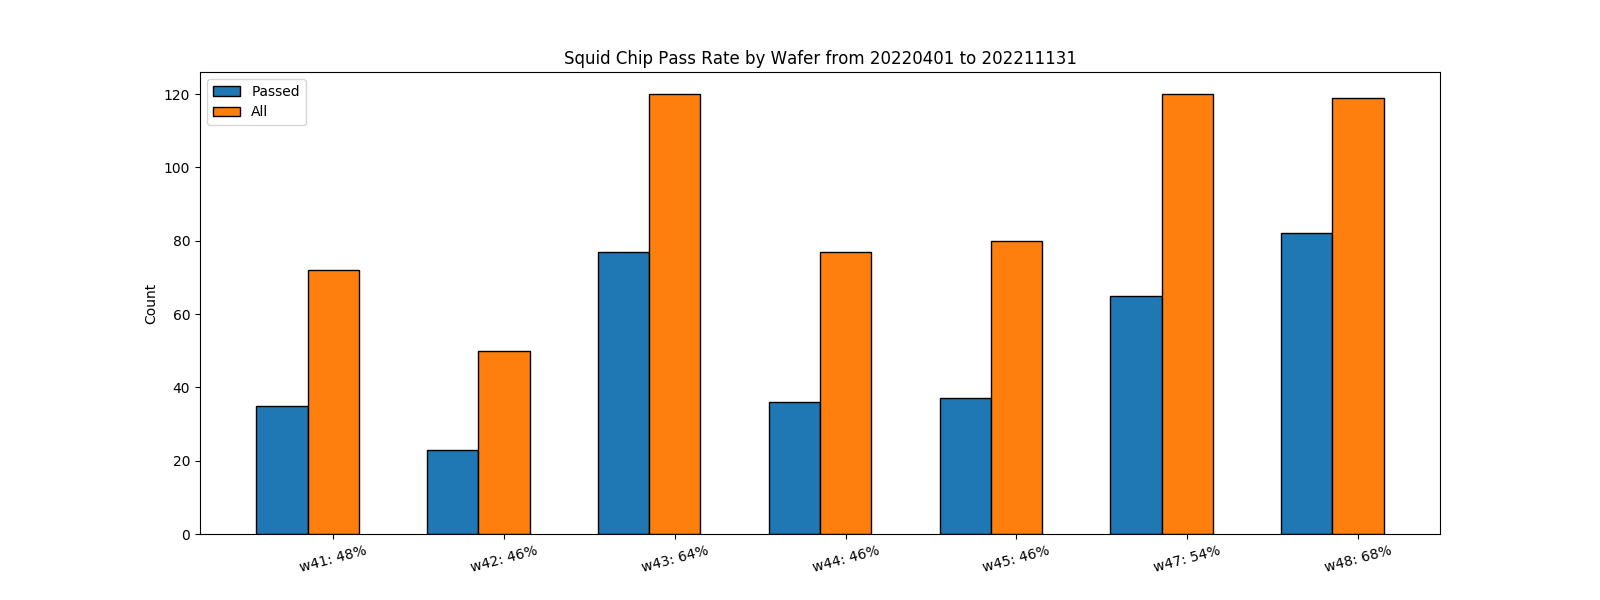 Squid Chip Pass Rate by Wafer from 20220401 to 202211131
Passed
All
120
100
80
60
40
20
0
Count
w41: 48%
w42: 46%
w43: 64%
w44: 46%
w45: 46%
w47: 54%
w48: 68%